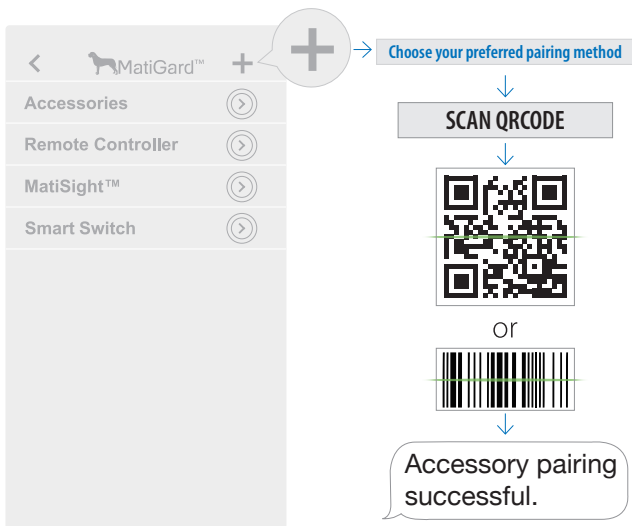 MatiGard™
Accessories
Remote Controller
MatiSight™
Smart Switch
Choose your preferred pairing method
SCAN QRCODE
or
Accessory pairing
successful.